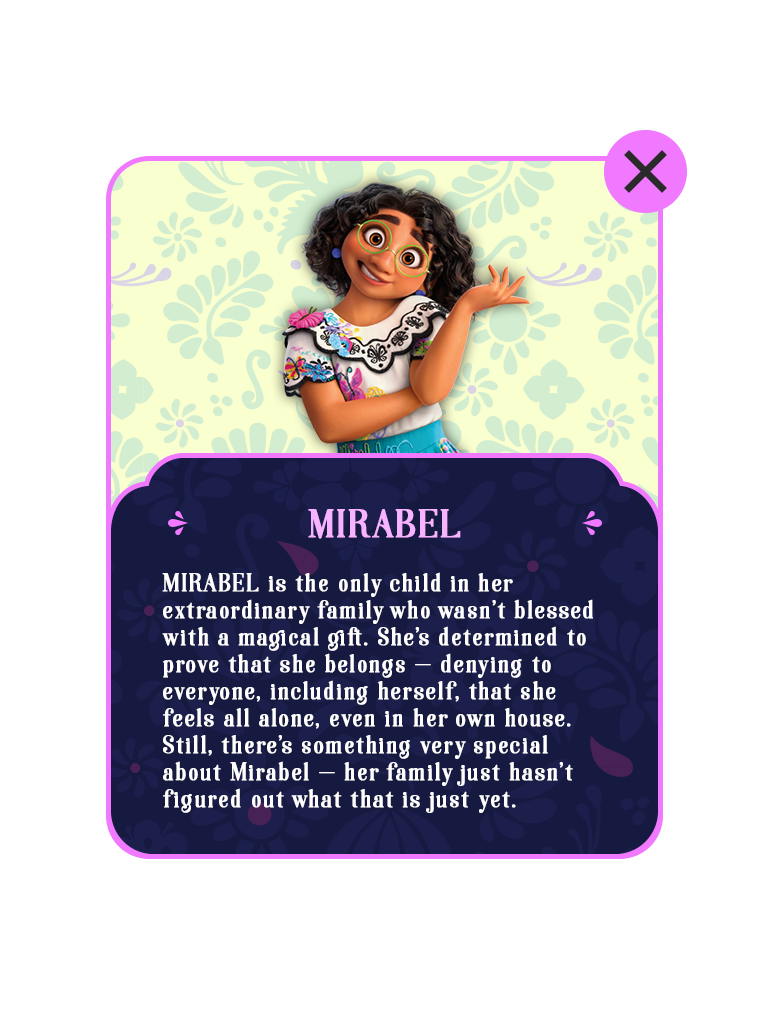 MIRABEL
MIRABEL is the only child in her
extraordinary family who wasn't blessed
with a magical gift. She's determined to
prove that she belongs — denying to
everyone, including herself, that she
feels all alone, even in her own house.
Still, there's something very special
about Mirabel — her family just hasn't
figured out what that is just yet.